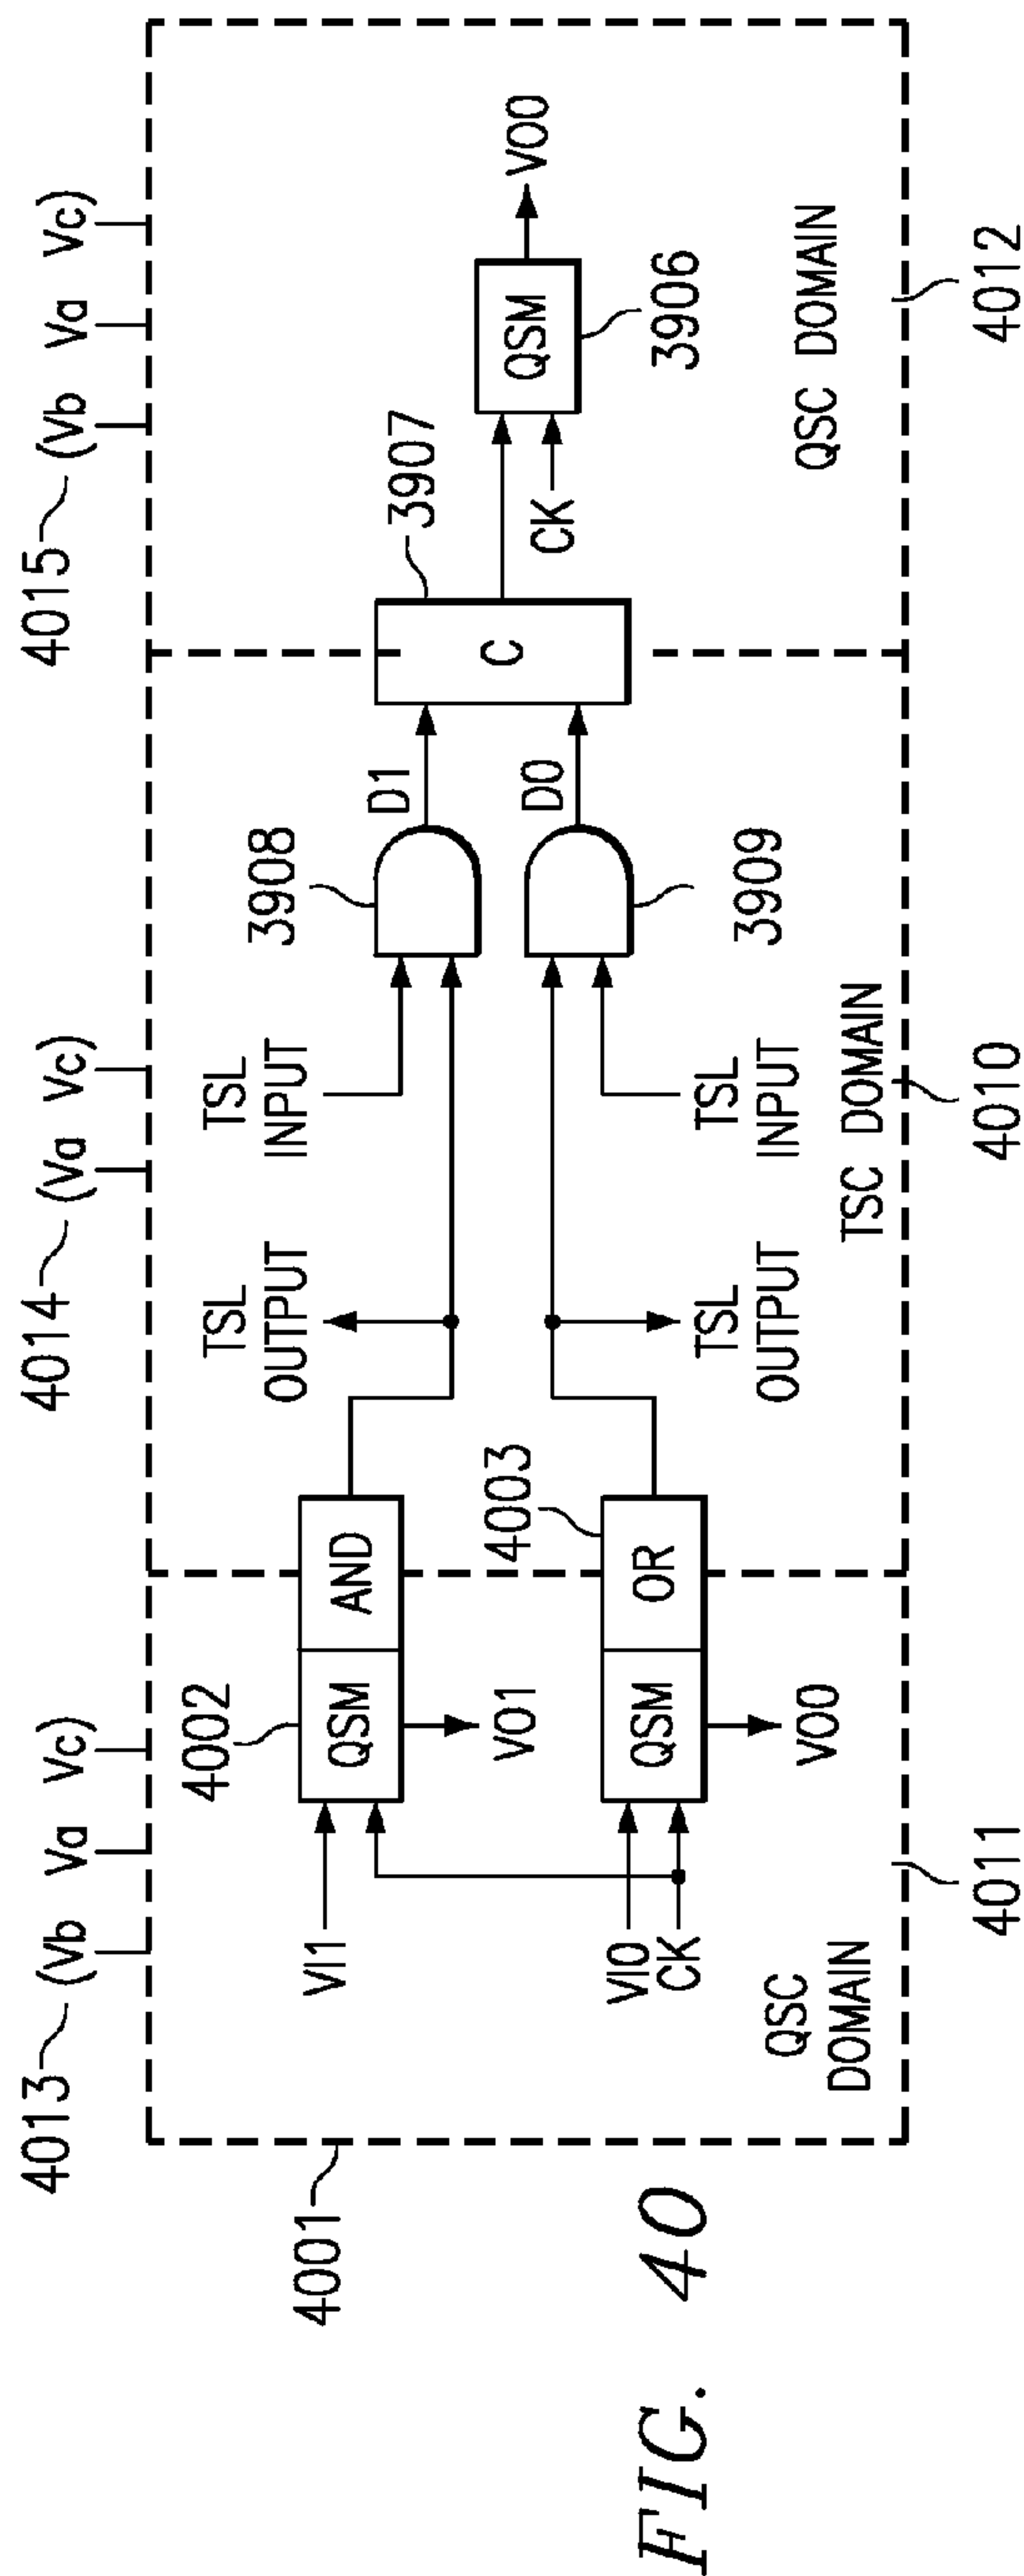 4013 (Vb Va Vc)
4014 (Va Vc)
4015 (Vb Va Vc)
4001
4002
QSM AND
VI1
VO1
4003
QSM OR
VI0
CK
VO0
QSC
DOMAIN
4011
TSL
OUTPUT
TSL
INPUT
3908
D1
TSL
OUTPUT
TSL
INPUT
D0
3909
TSC DOMAIN
4010
3907
C
CK
QSM
3906
VO0
QSC DOMAIN
4012
FIG. 40